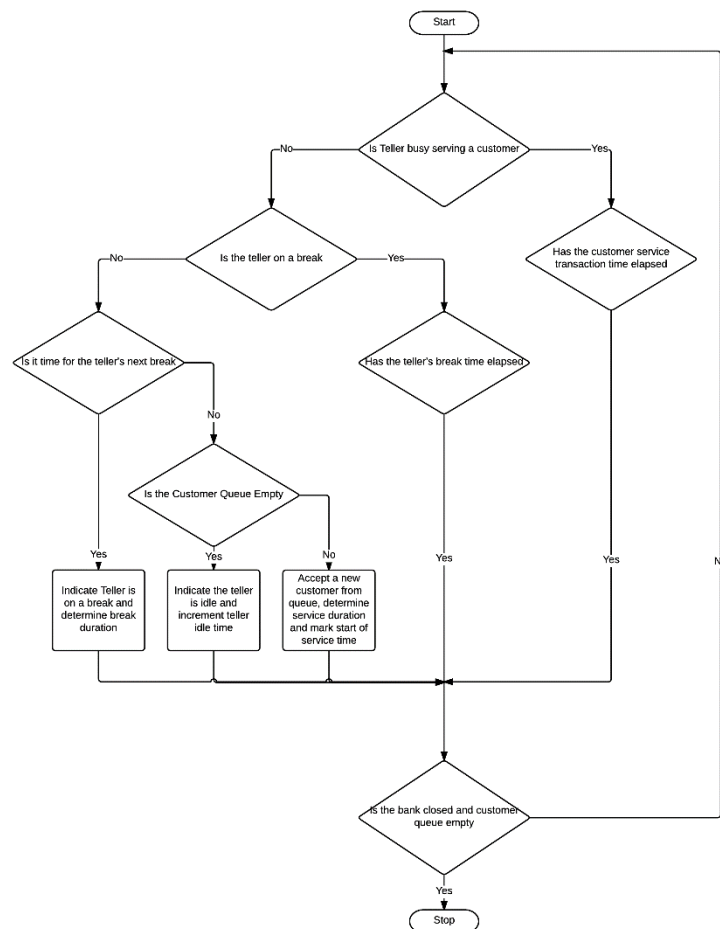 Start
Is Teller busy serving a customer
No
Yes
Is the teller on a break
Has the customer service
transaction time elapsed
No
Yes
Is it time for the teller's next break
Has the teller's break time elapsed
No
Is the Customer Queue Empty
Yes
Yes
No
Yes
Yes
N
Indicate Teller is
on a break and
determine break
duration
Indicate the teller
is idle and
increment teller
idle time
Accept a new
customer from
queue, determine
service duration
and mark start of
service time
Is the bank closed and customer
queue empty
Yes
Stop